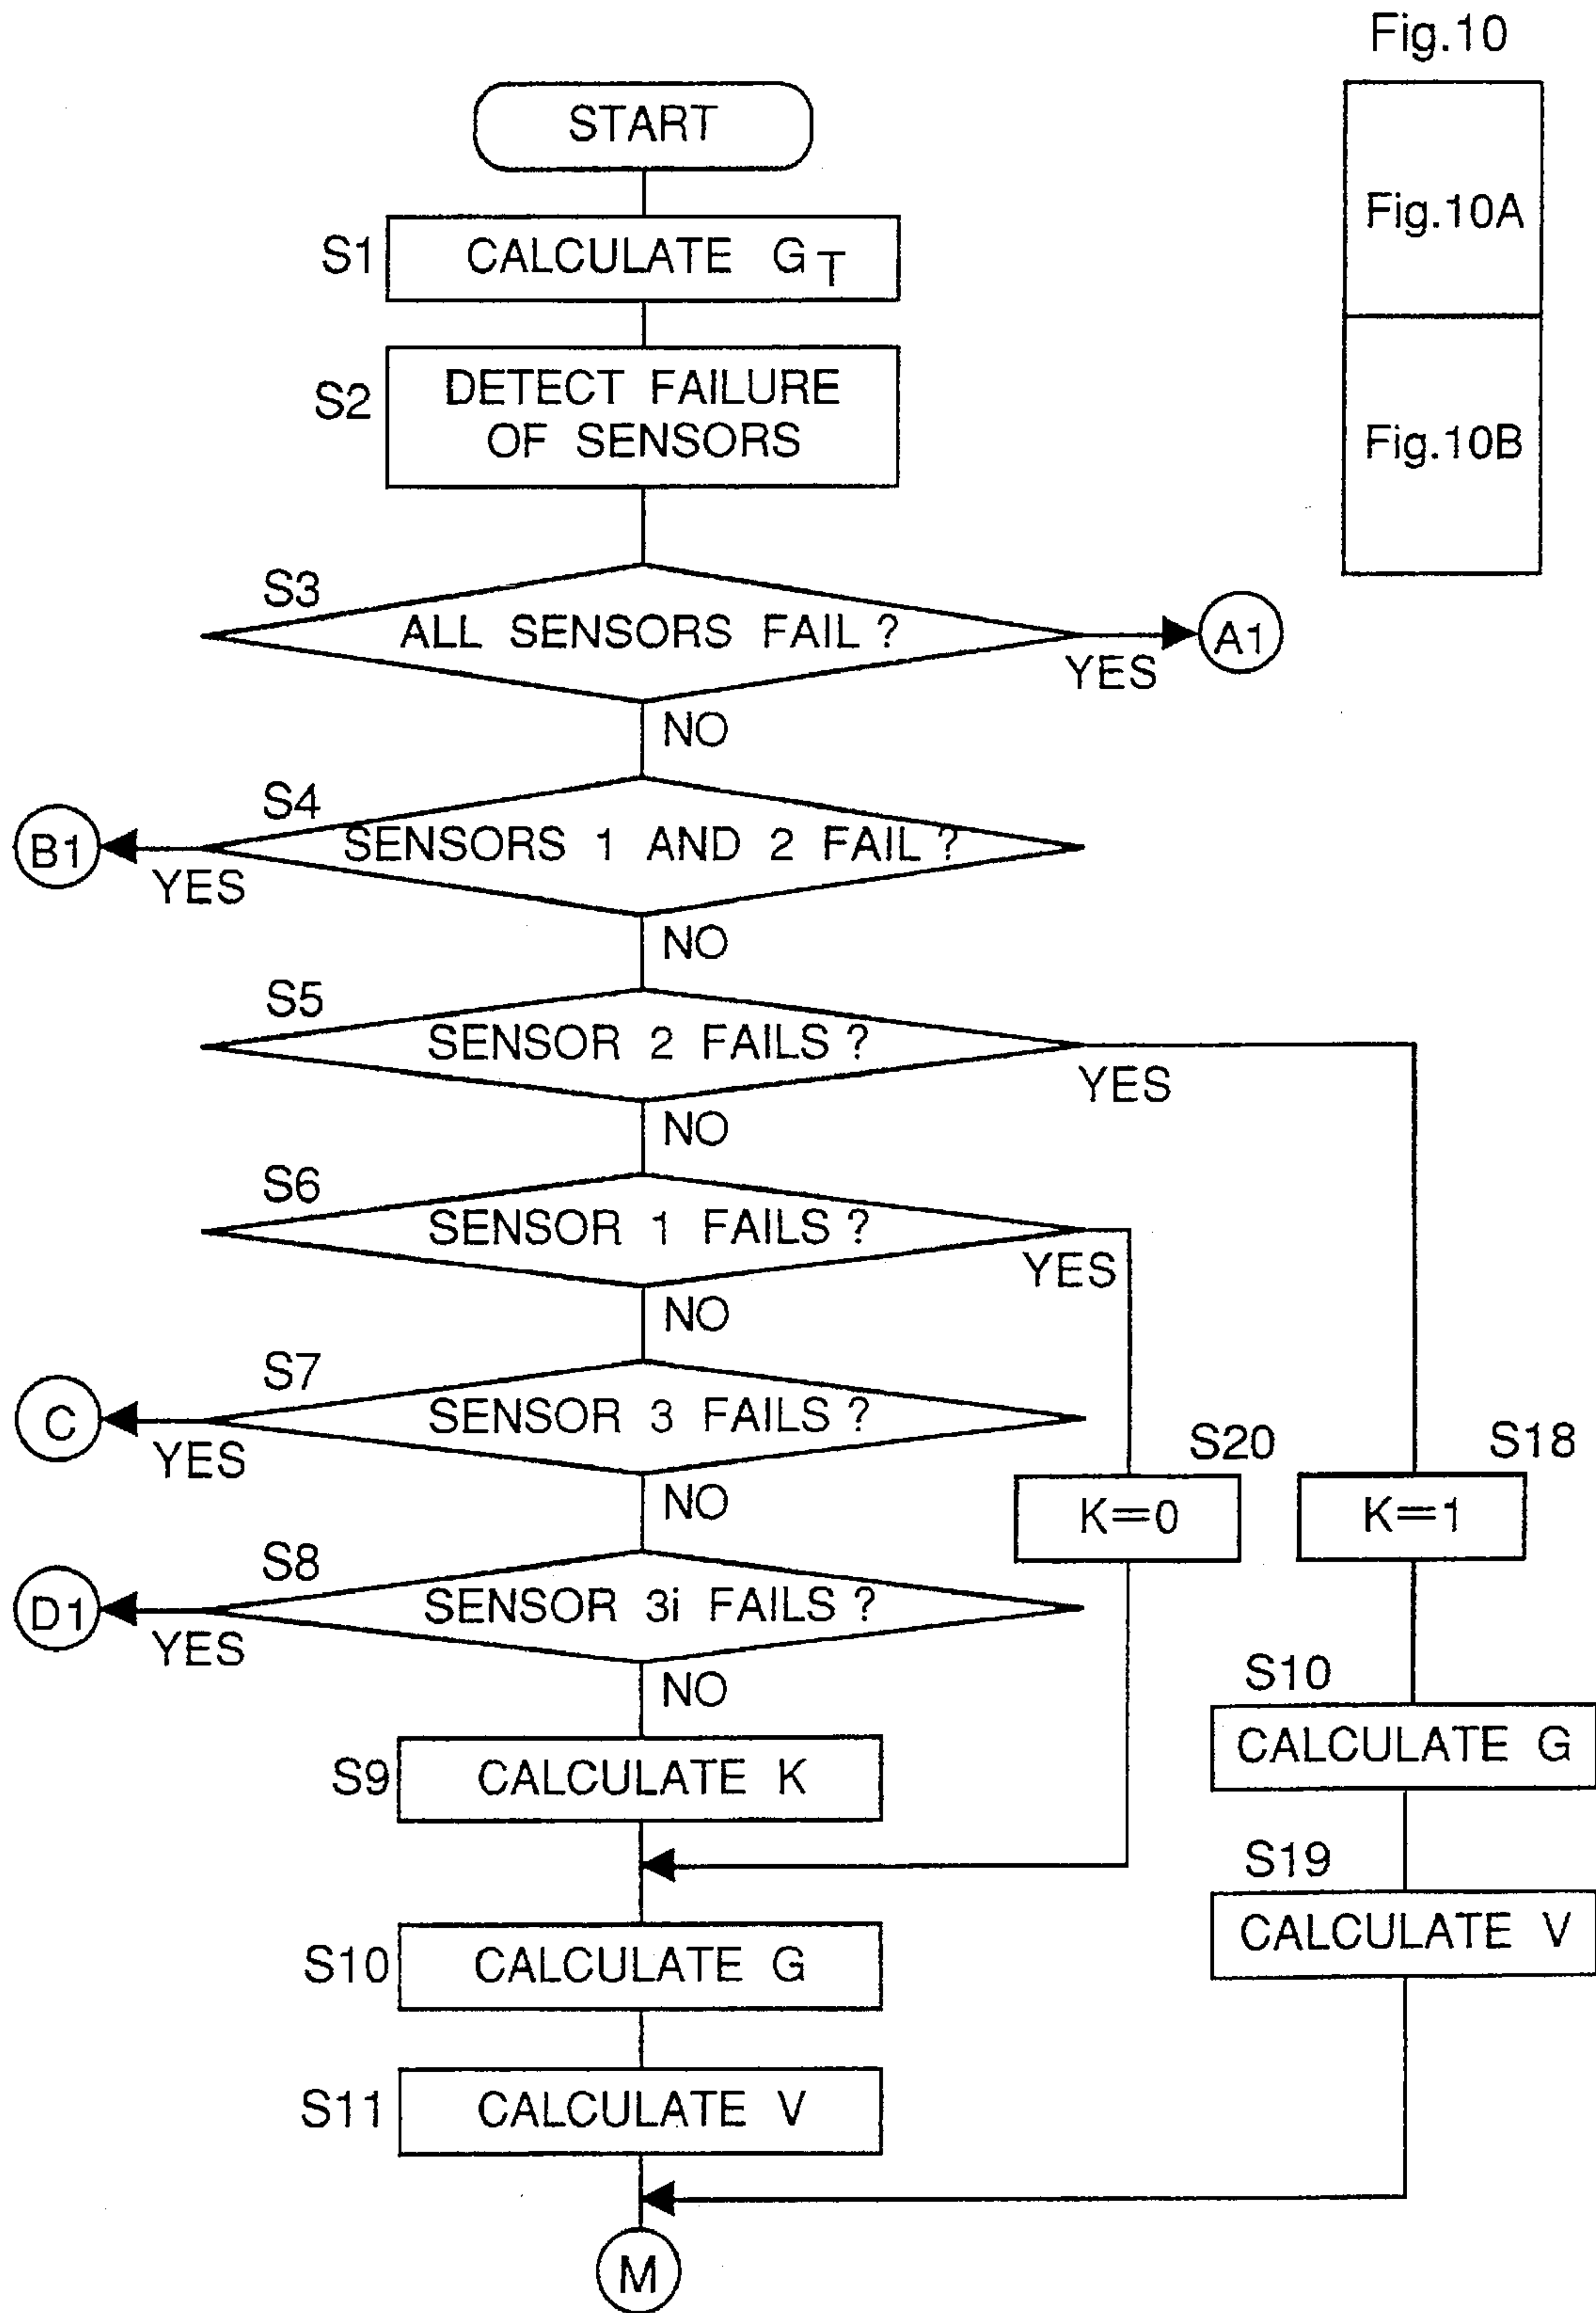 Fig.10
Fig.10A
Fig.10B
START
S1
CALCULATE GT
S2
DETECT FAILURE
OF SENSORS
S3
ALL SENSORS FAIL ?
YES
A1
NO
S4
SENSORS 1 AND 2 FAIL ?
B1
YES
NO
S5
SENSOR 2 FAILS ?
YES
NO
S6
SENSOR 1 FAILS ?
YES
NO
S7
SENSOR 3 FAILS ?
C
YES
NO
S20
K=0
S18
K=1
S8
SENSOR 3i FAILS ?
D1
YES
NO
S10
CALCULATE G
S9
CALCULATE K
S19
CALCULATE V
S10
CALCULATE G
S11
CALCULATE V
M